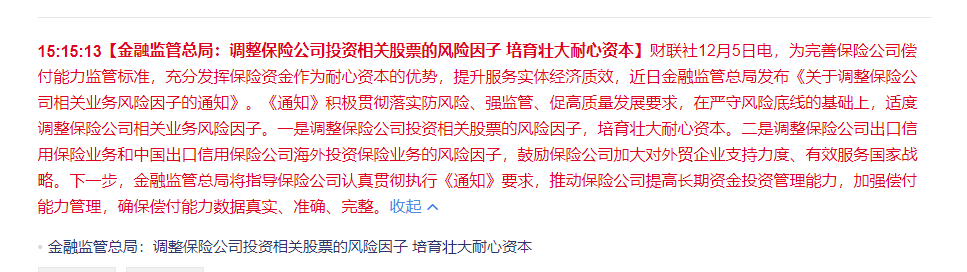 15:15:13【金融监管总局：调整保险公司投资相关股票的风险因子 培育壮大耐心资本】财联社12月5日电，为完善保险公司偿
付能力监管标准，充分发挥保险资金作为耐心资本的优势，提升服务实体经济质效，近日金融监管总局发布《关于调整保险公
司相关业务风险因子的通知》。《通知》积极贯彻落实防风险、强监管、促高质量发展要求，在严守风险底线的基础上，适度
调整保险公司相关业务风险因子。一是调整保险公司投资相关股票的风险因子，培育壮大耐心资本。二是调整保险公司出口信
用保险业务和中国出口信用保险公司海外投资保险业务的风险因子，鼓励保险公司加大对外贸企业支持力度、有效服务国家战
略。下一步，金融监管总局将指导保险公司认真贯彻执行《通知》要求，推动保险公司提高长期资金投资管理能力，加强偿付
能力管理，确保偿付能力数据真实、准确、完整。收起
金融监管总局：调整保险公司投资相关股票的风险因子 培育壮大耐心资本